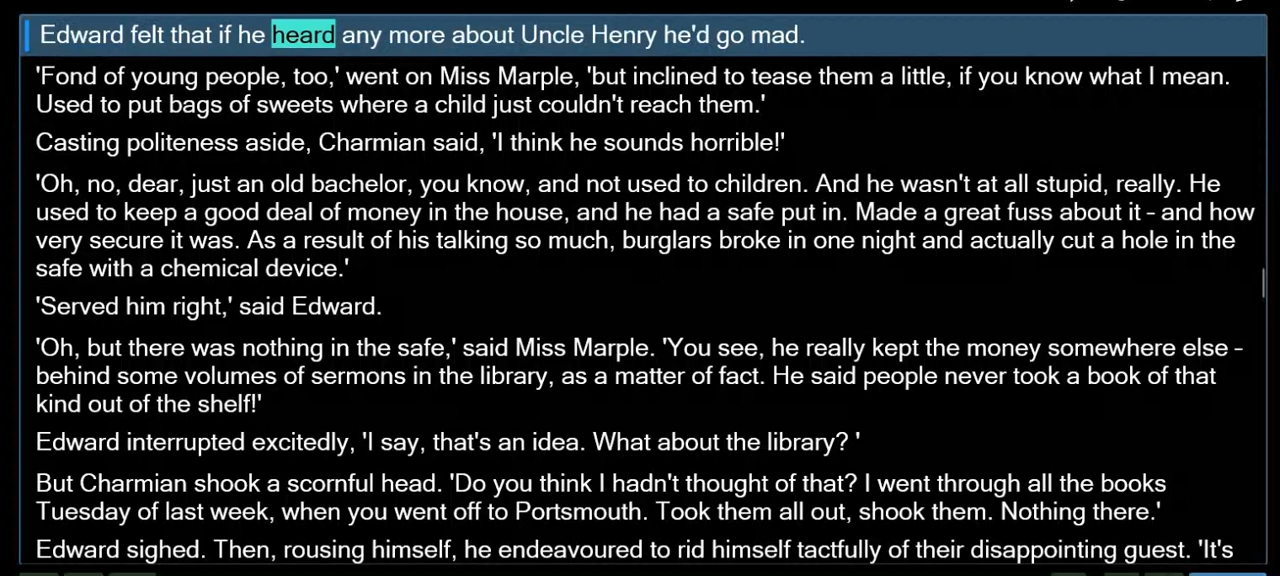 Edward felt that if he heard any more about Uncle Henry he'd go mad.
'Fond of young people, too,' went on Miss Marple, 'but inclined to tease them a little, if you know what I mean.
Used to put bags of sweets where a child just couldn't reach them.'
Casting politeness aside, Charmian said, 'I think he sounds horrible!'
'Oh, no, dear, just an old bachelor, you know, and not used to children. And he wasn't at all stupid, really. He
used to keep a good deal of money in the house, and he had a safe put in. Made a great fuss about it – and how
very secure it was. As a result of his talking so much, burglars broke in one night and actually cut a hole in the
safe with a chemical device.'
'Served him right,' said Edward.
'Oh, but there was nothing in the safe,' said Miss Marple. 'You see, he really kept the money somewhere else –
behind some volumes of sermons in the library, as a matter of fact. He said people never took a book of that
kind out of the shelf!'
Edward interrupted excitedly, 'I say, that's an idea. What about the library? '
But Charmian shook a scornful head. 'Do you think I hadn't thought of that? I went through all the books
Tuesday of last week, when you went off to Portsmouth. Took them all out, shook them. Nothing there.'
Edward sighed. Then, rousing himself, he endeavoured to rid himself tactfully of their disappointing guest. 'It's